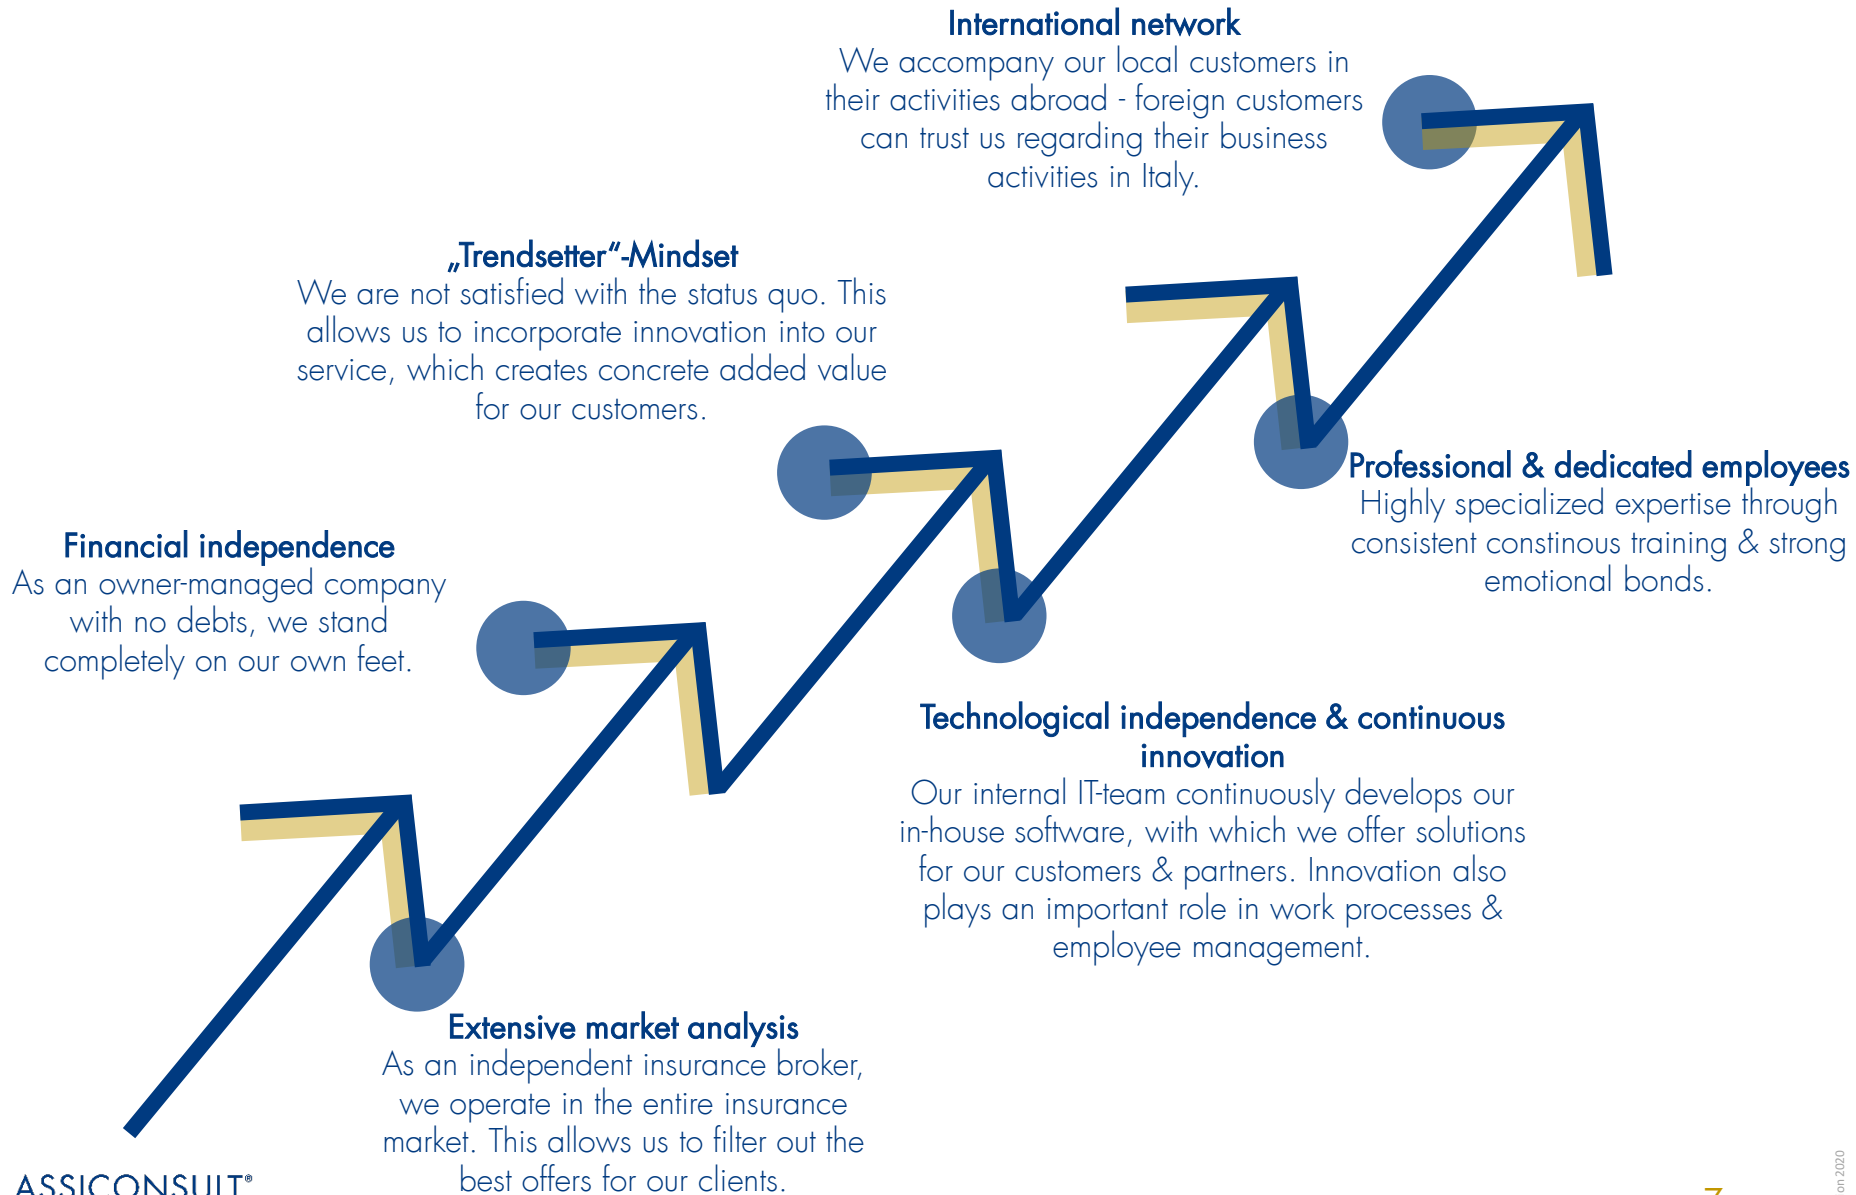 International network
We accompany our local customers in
their activities abroad - foreign customers
can trust us regarding their business
activities in Italy.
„Trendsetter“-Mindset
We are not satisfied with the status quo. This
allows us to incorporate innovation into our
service, which creates concrete added value
for our customers.
Professional & dedicated employees
Highly specialized expertise through
consistent constinous training & strong
emotional bonds.
Financial independence
As an owner-managed company
with no debts, we stand
completely on our own feet.
Technological independence & continuous
innovation
Our internal IT-team continuously develops our
in-house software, with which we offer solutions
for our customers & partners. Innovation also
plays an important role in work processes &
employee management.
Extensive market analysis
As an independent insurance broker,
we operate in the entire insurance
market. This allows us to filter out the
best offers for our clients.
ASSICONSULT®
on 2020